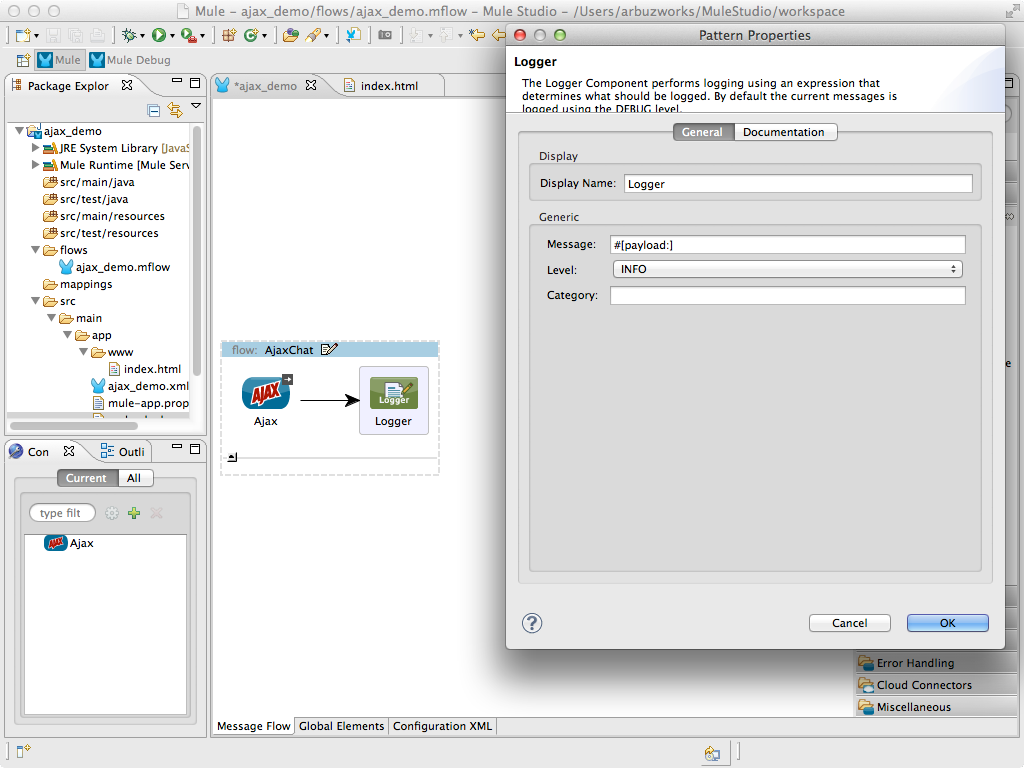 Mule – ajax_demo/flows/ajax_demo.mflow – Mule Studio – /Users/arbuzworks/MuleStudio/workspace
Mule
Mule Debug
Package Explor
ajax_demo
JRE System Library [JavaS
Mule Runtime [Mule Serv
src/main/java
src/test/java
src/main/resources
src/test/resources
flows
ajax_demo.mflow
mappings
src
main
app
www
index.html
ajax_demo.xml
mule-app.prop
Con
Outli
Current
All
type filt
Ajax
*ajax_demo
index.html
flow: AjaxChat
AJAX
Ajax
Logger
Logger
Message Flow
Global Elements
Configuration XML
Pattern Properties
Logger
The Logger Component performs logging using an expression that
determines what should be logged. By default the current messages is
logged using the DEBUG level.
General
Documentation
Display
Display Name: Logger
Generic
Message: #[payload:]
Level: INFO
Category:
?
Cancel
OK
Error Handling
Cloud Connectors
Miscellaneous